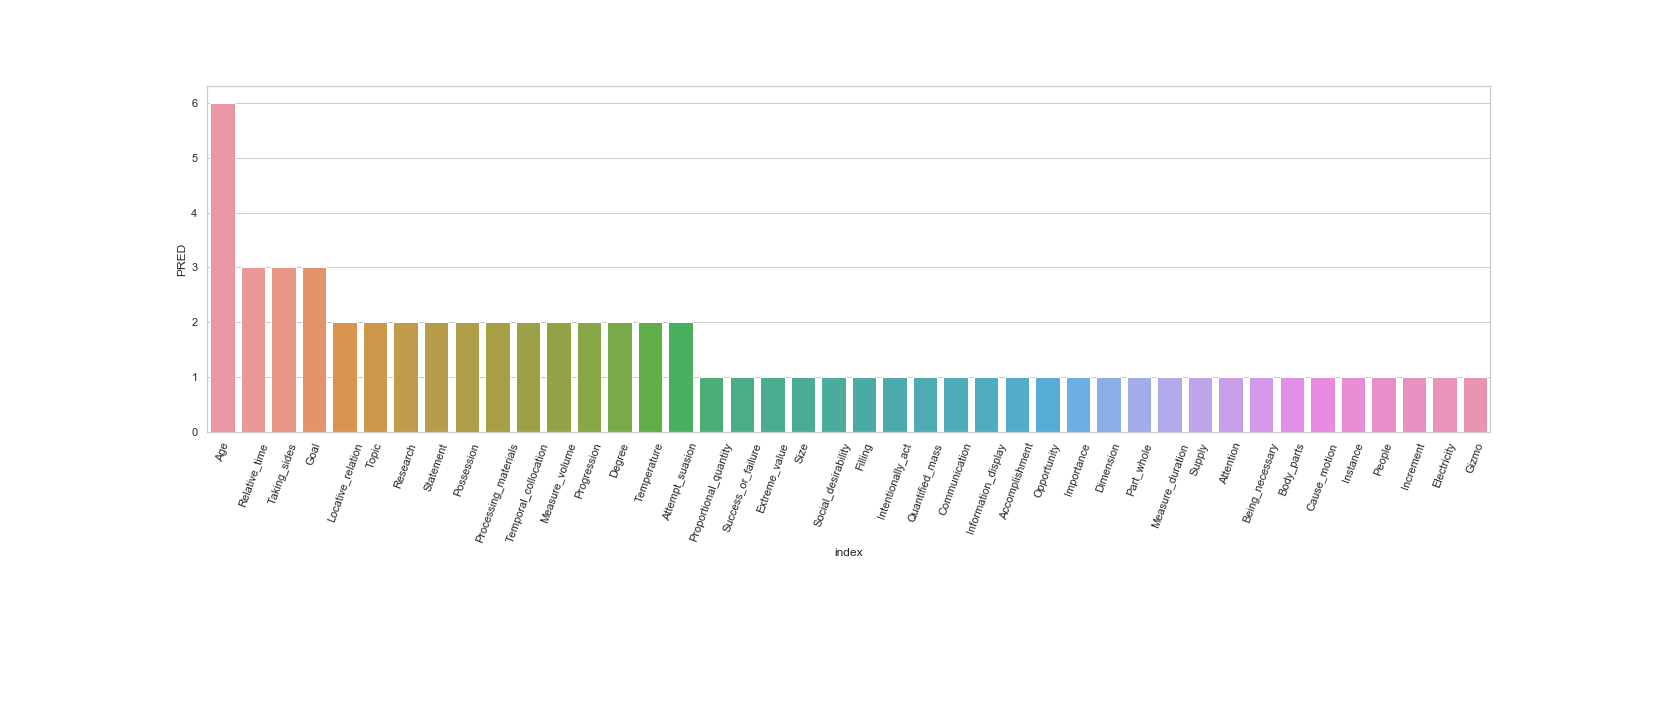 6
5
4
3
2
1
0
PRED
Age
Relative_time
Taking_sides
Goal
Locative_relation
Topic
Research
Statement
Possession
Processing_materials
Temporal_collocation
Measure_volume
Progression
Degree
Temperature
Attempt_suasion
Proportional_quantity
Success_or_failure
Extreme_value
Size
Social_desirability
Filling
Intentionally_act
Quantified_mass
Communication
Information_display
Accomplishment
Opportunity
Importance
Dimension
Part_whole
Measure_duration
Supply
Attention
Being_necessary
Body_parts
Cause_motion
Instance
People
Increment
Electricity
Gizmo
index